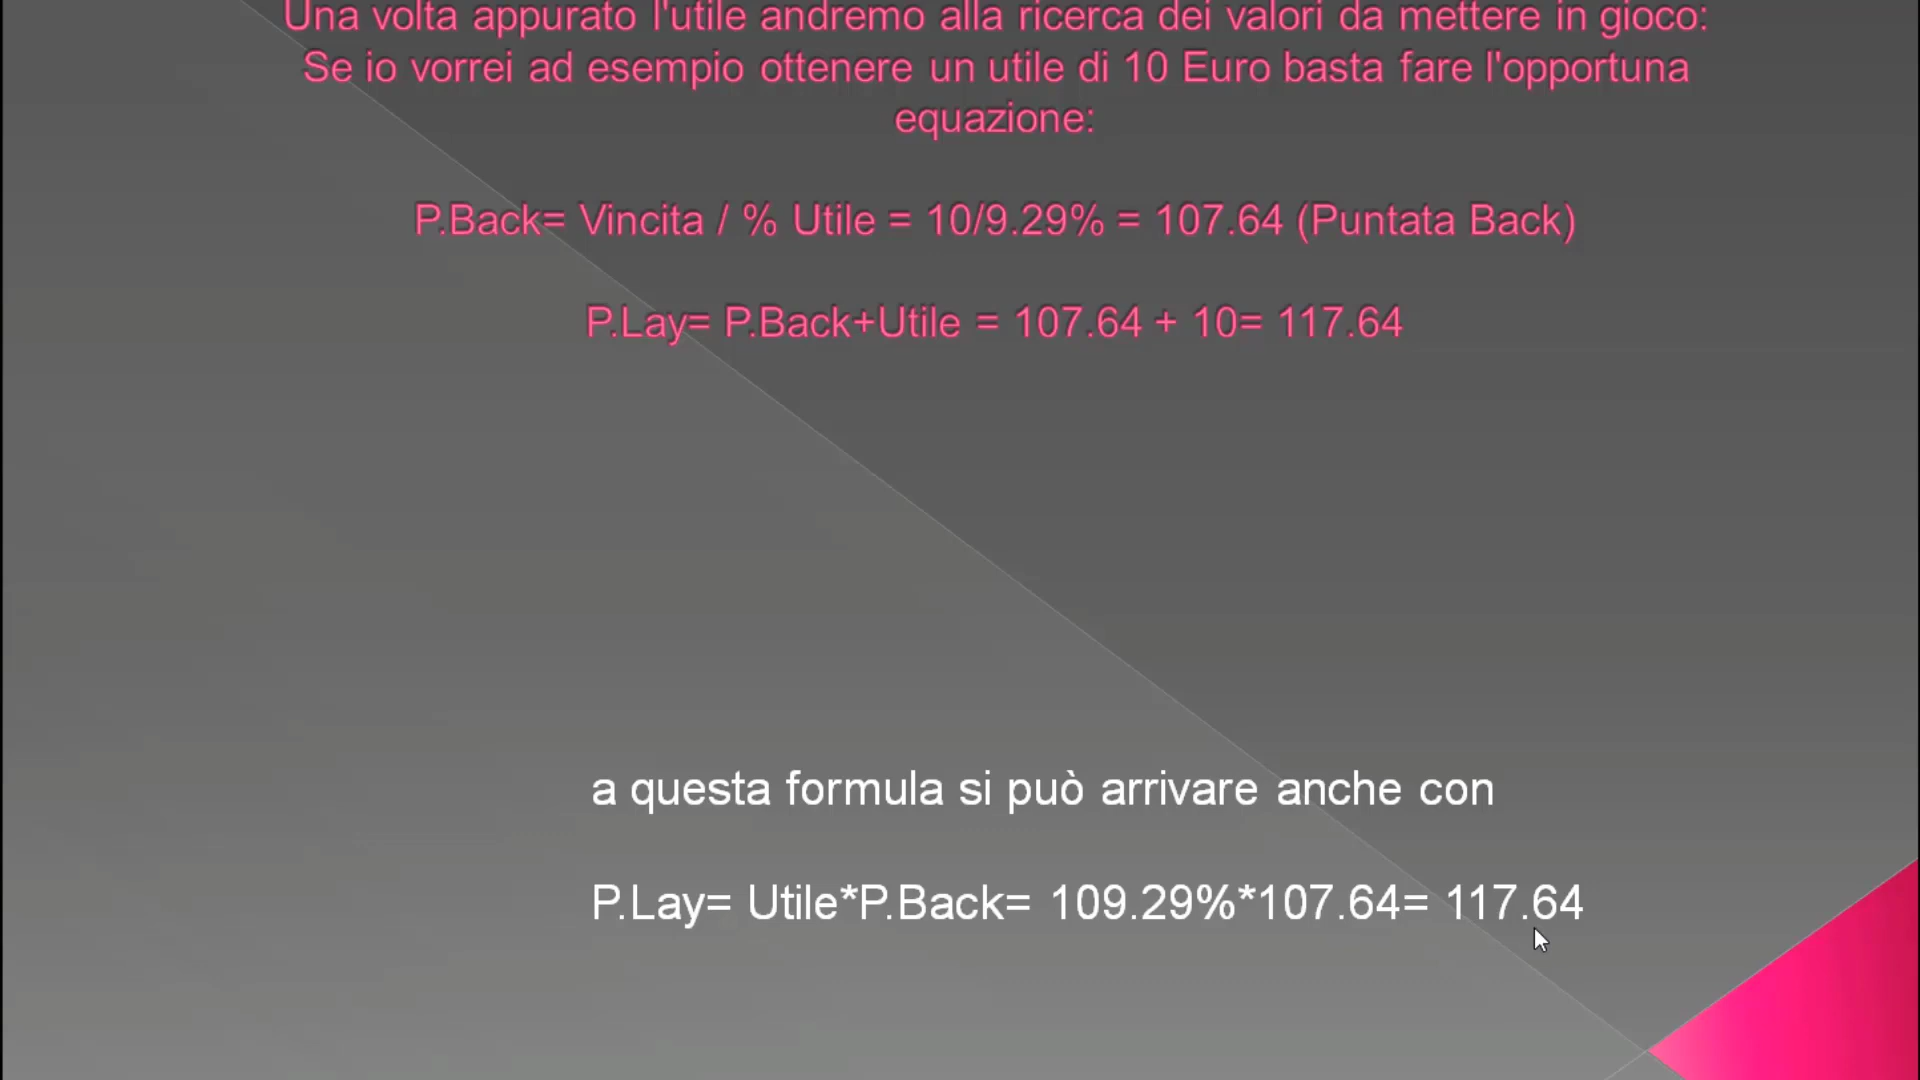 Una volta appurato l'utile andremo alla ricerca dei valori da mettere in gioco:
Se io vorrei ad esempio ottenere un utile di 10 Euro basta fare l'opportuna
equazione:
P.Back= Vincita / % Utile = 10/9.29% = 107.64 (Puntata Back)
P.Lay= P.Back+Utile = 107.64 + 10= 117.64
a questa formula si può arrivare anche con
P.Lay= Utile*P.Back= 109.29%*107.64= 117.64